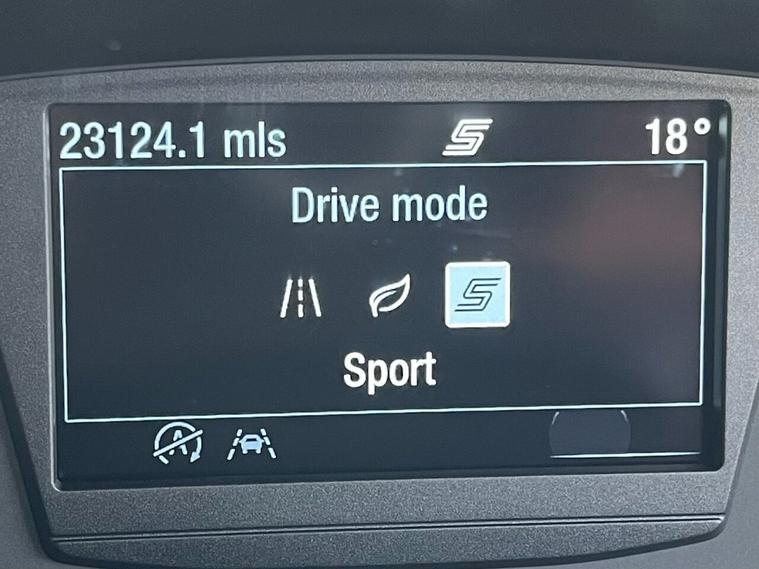 23124.1 mls 18°
Drive mode
Sport